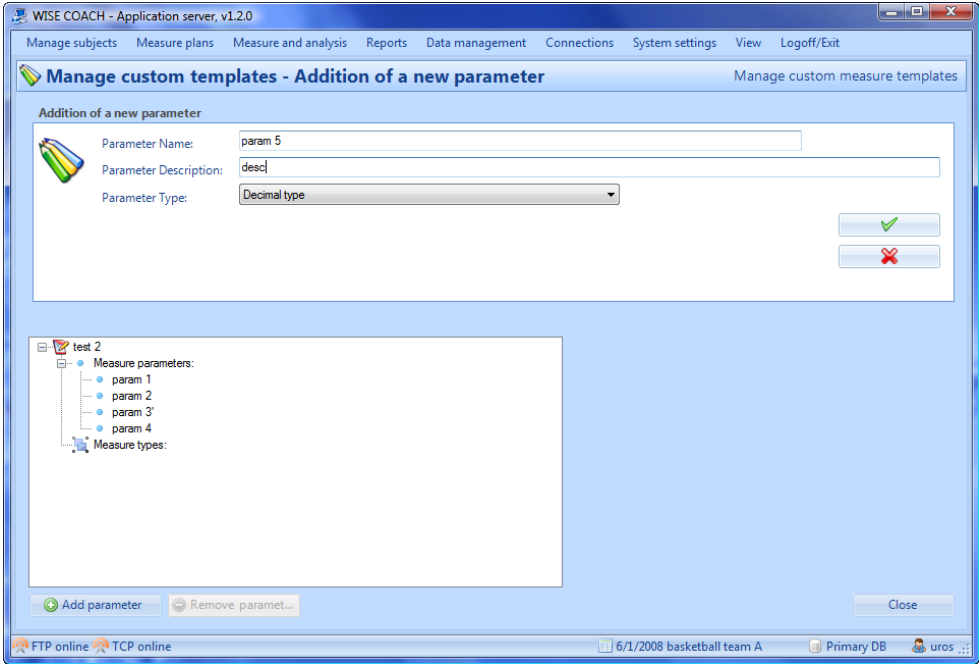 WISE COACH - Application server, v1.2.0
Manage subjects Measure plans Measure and analysis Reports Data management Connections System settings View Logoff/Exit
Manage custom templates - Addition of a new parameter Manage custom measure templates
Addition of a new parameter
Parameter Name: param 5
Parameter Description: desc
Parameter Type: Decimal type
test 2
Measure parameters:
param 1
param 2
param 3'
param 4
Measure types:
Add parameter Remove paramet... Close
FTP online TCP online 6/1/2008 basketball team A Primary DB uros